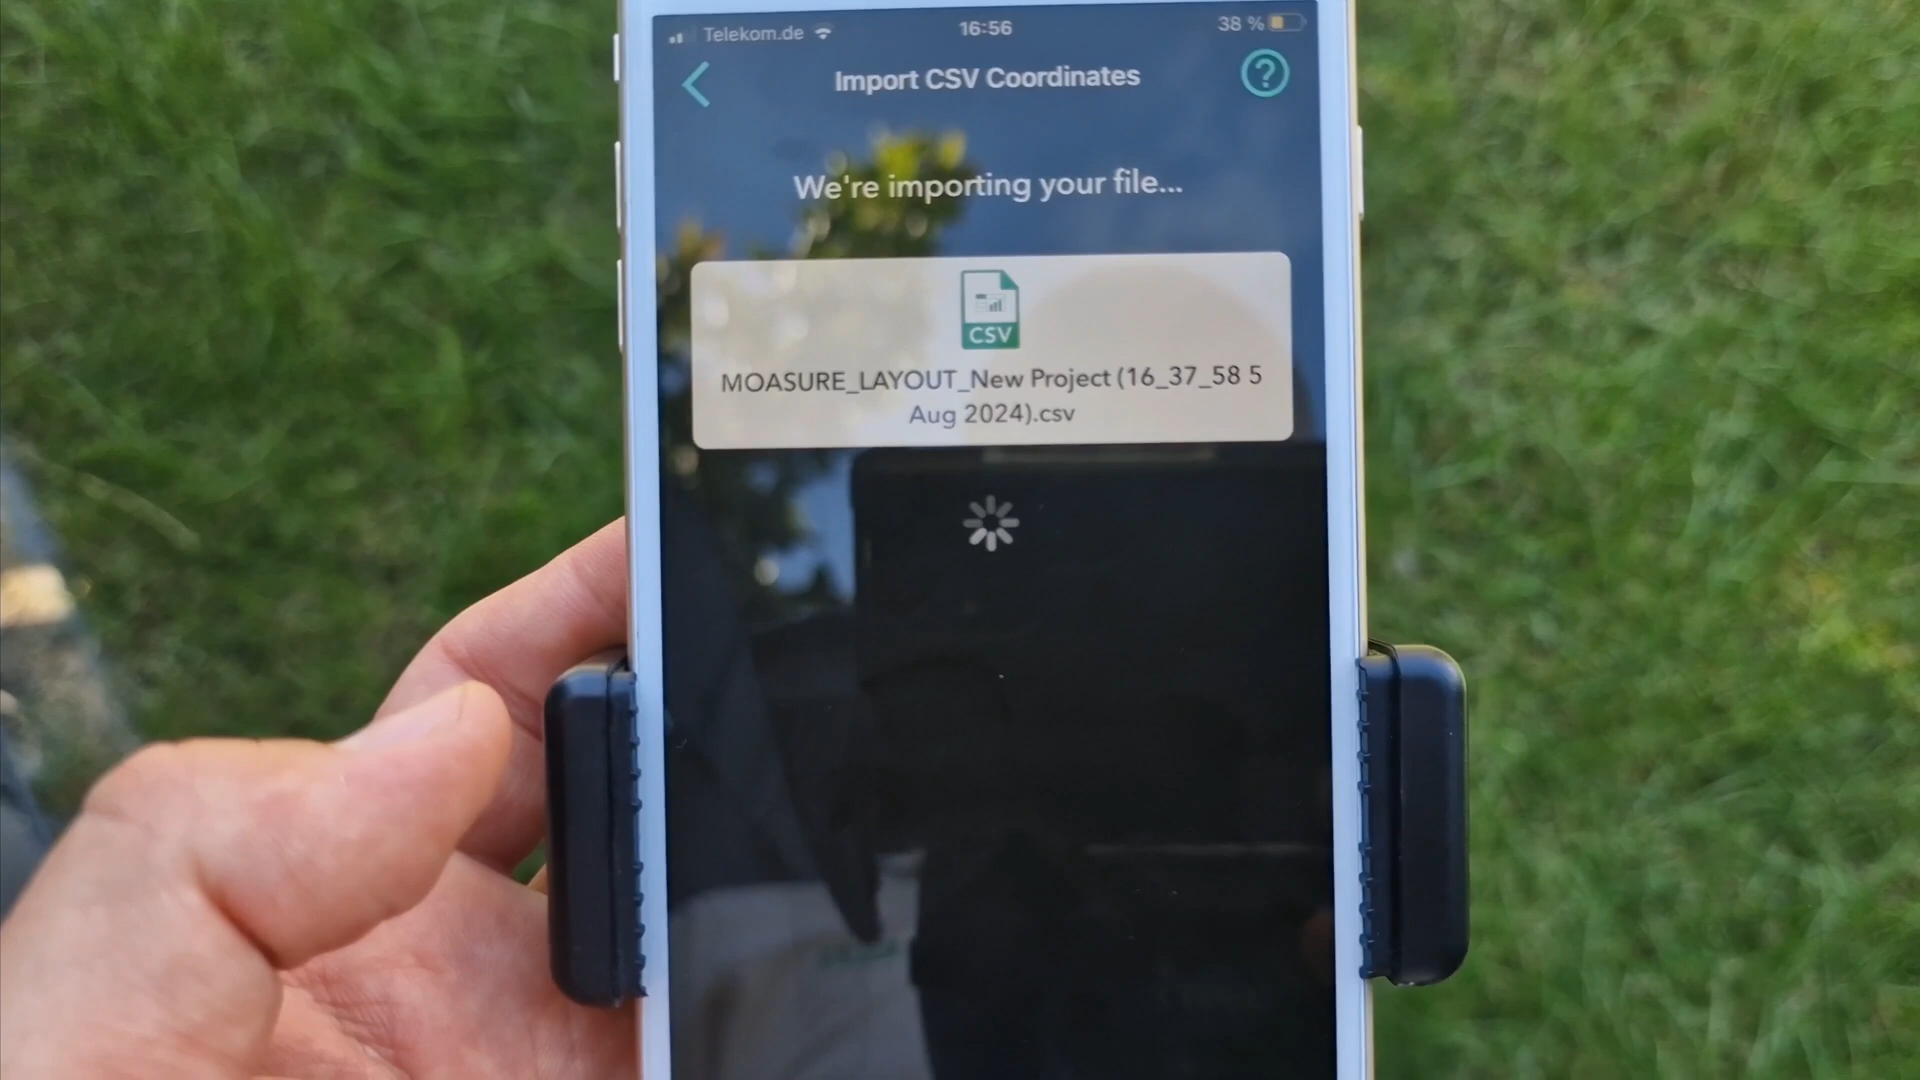 Telekom.de
16:56
38 %
Import CSV Coordinates
?
We're importing your file...
CSV
MOASURE_LAYOUT_New Project (16_37_58 5
Aug 2024).csv